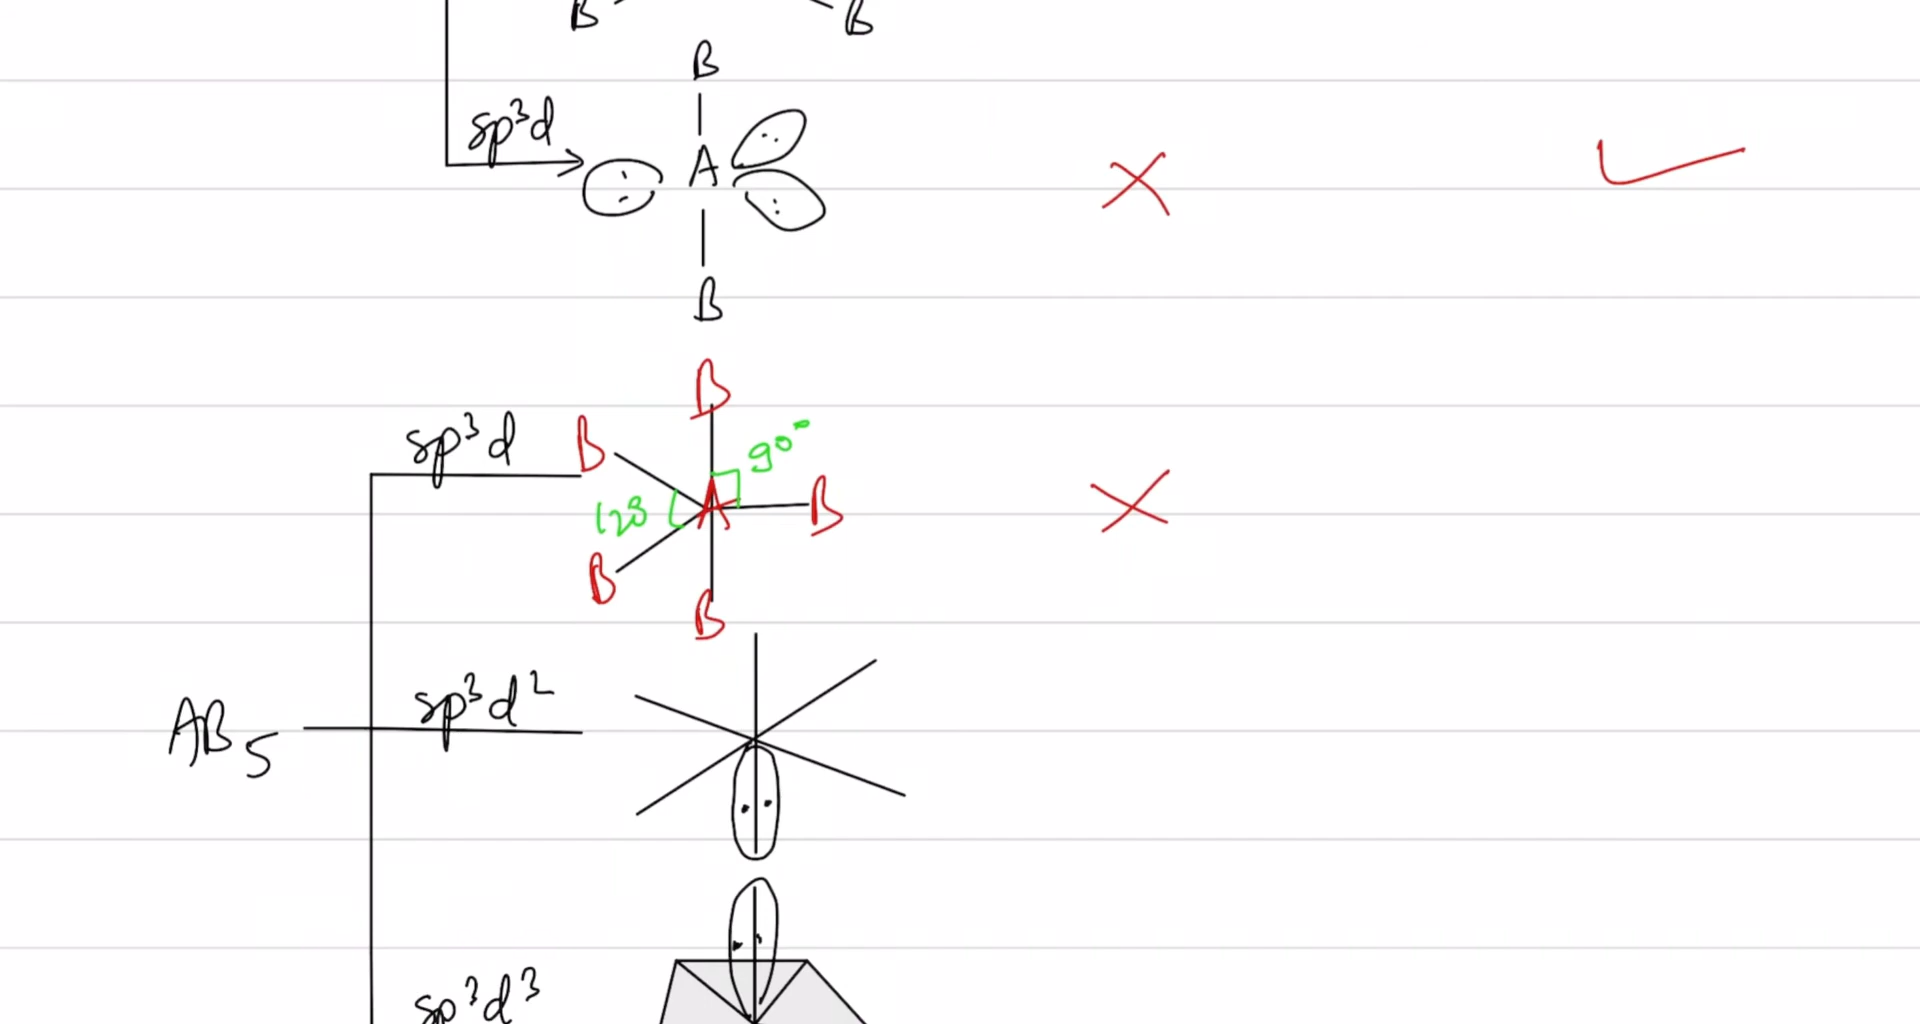 B B
B
sp³d
A
B
B
sp³d B 90°
120 A B
B
B
sp³d²
AB₅
sp³d³